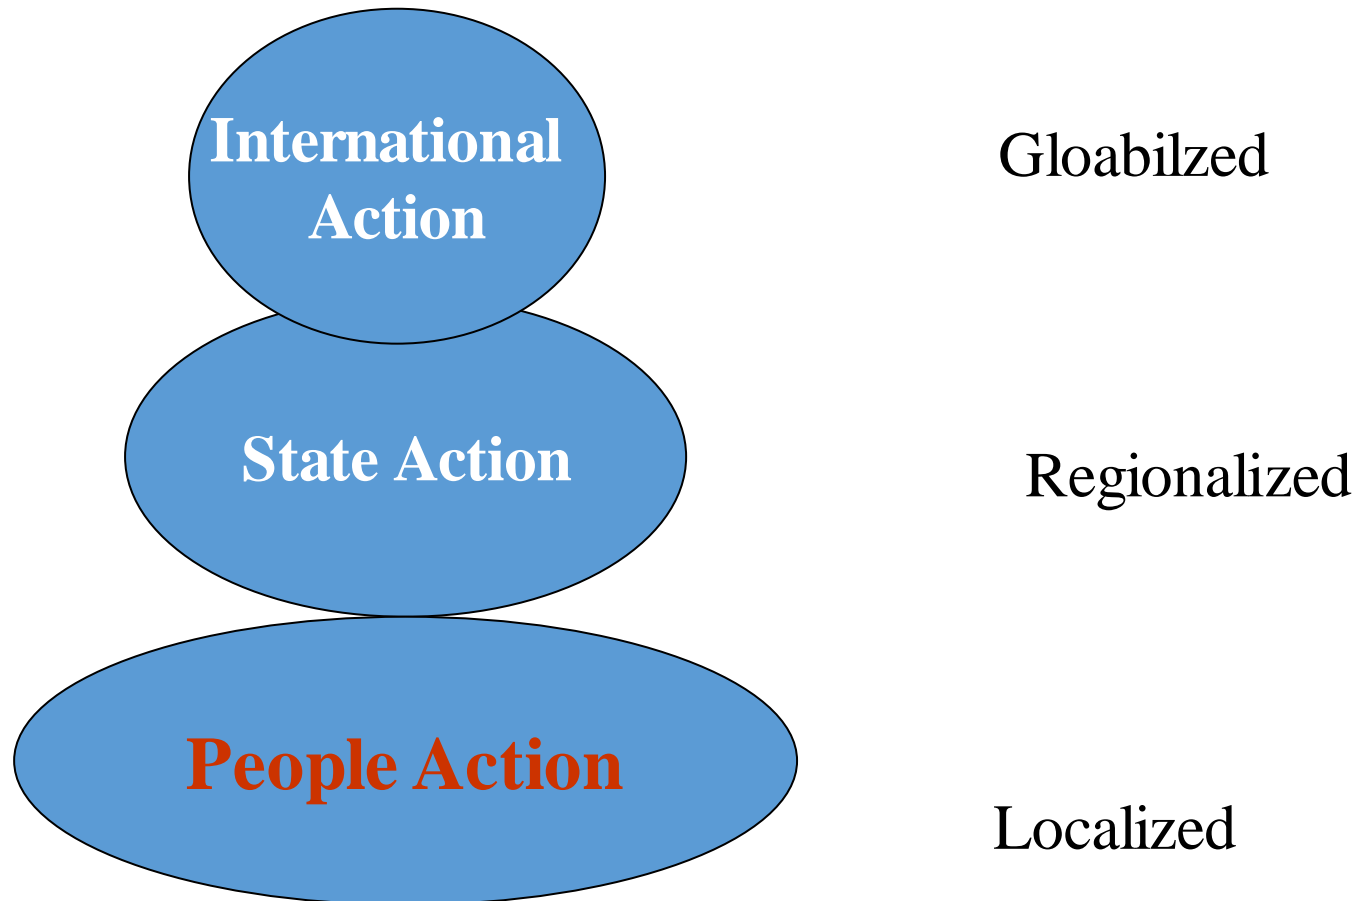 International
Action
Gloabilzed
State Action
Regionalized
People Action
Localized